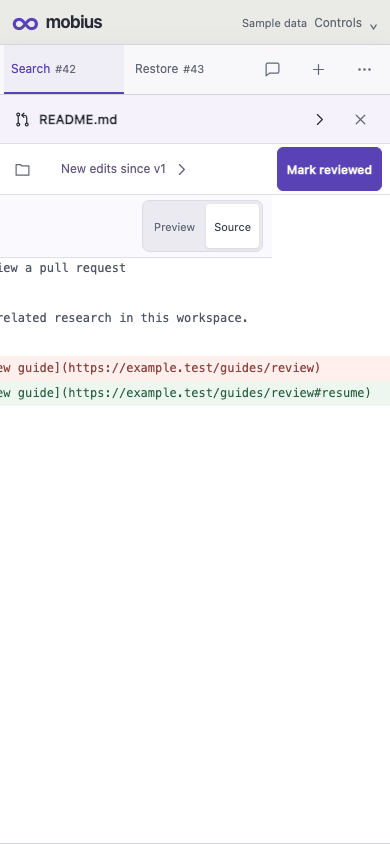 mobius
Sample data Controls
Search #42
Restore #43
README.md
New edits since v1
Mark reviewed
Preview
Source
iew a pull request
related research in this workspace.
ew guide](https://example.test/guides/review)
ew guide](https://example.test/guides/review#resume)